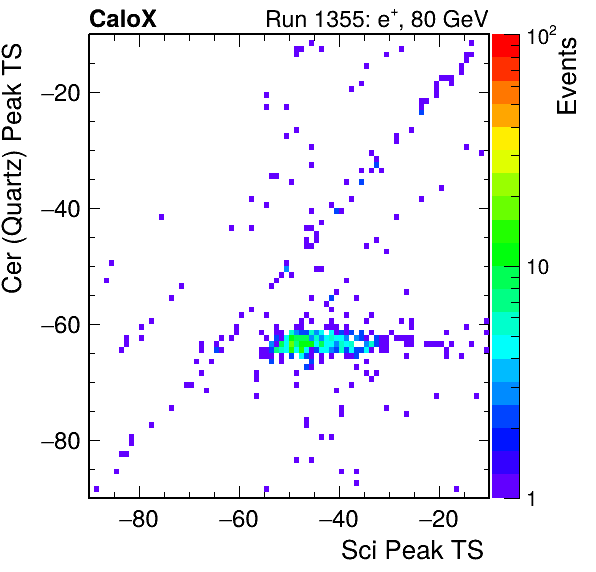 CaloX Run 1355: e⁺, 80 GeV
Cer (Quartz) Peak TS
−20
−40
−60
−80
−80 −60 −40 −20
Sci Peak TS
10²
10
1
Events